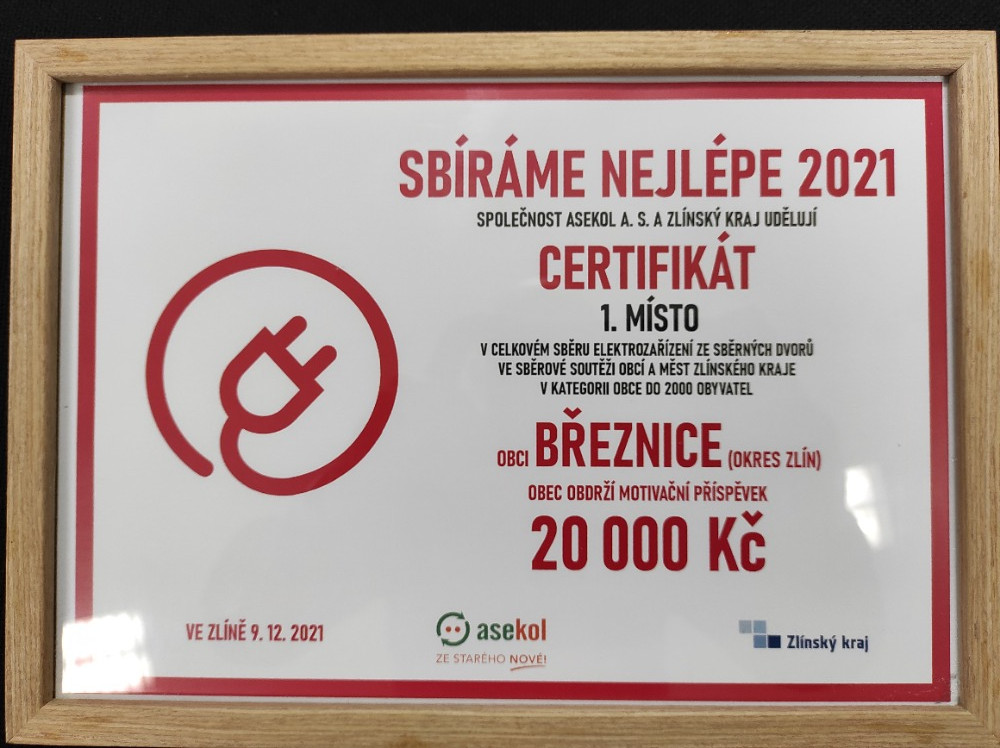 SBÍRÁME NEJLÉPE 2021
SPOLEČNOST ASEKOL A. S. A ZLÍNSKÝ KRAJ UDĚLUJÍ
CERTIFIKÁT
1. MÍSTO
V CELKOVÉM SBĚRU ELEKTROZAŘÍZENÍ ZE SBĚRNÝCH DVORŮ
VE SBĚROVÉ SOUTĚŽI OBCÍ A MĚST ZLÍNSKÉHO KRAJE
V KATEGORII OBCE DO 2000 OBYVATEL
OBCI BŘEZNICE (OKRES ZLÍN)
OBEC OBDRŽÍ MOTIVAČNÍ PŘÍSPĚVEK
20 000 Kč
VE ZLÍNĚ 9. 12. 2021
asekol
ZE STARÉHO NOVÉ!
Zlínský kraj